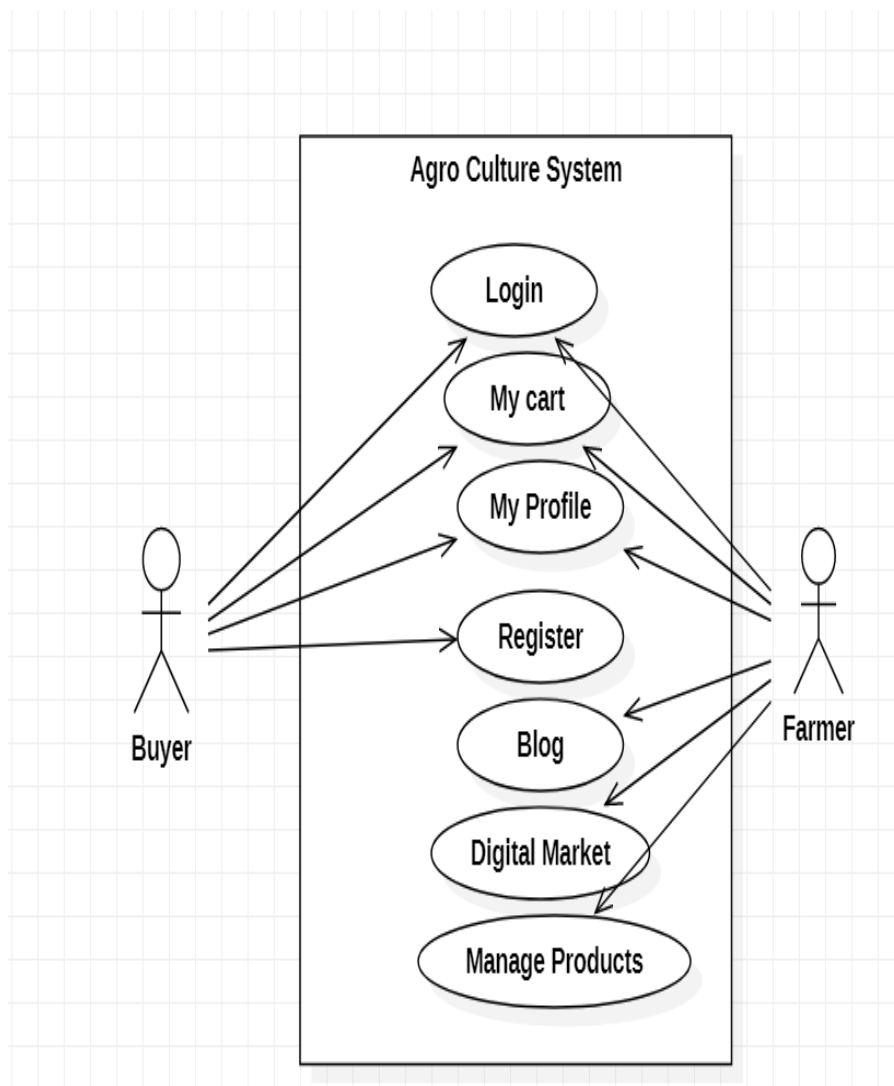 Agro Culture System
Login
My cart
My Profile
Register
Buyer
Farmer
Blog
Digital Market
Manage Products